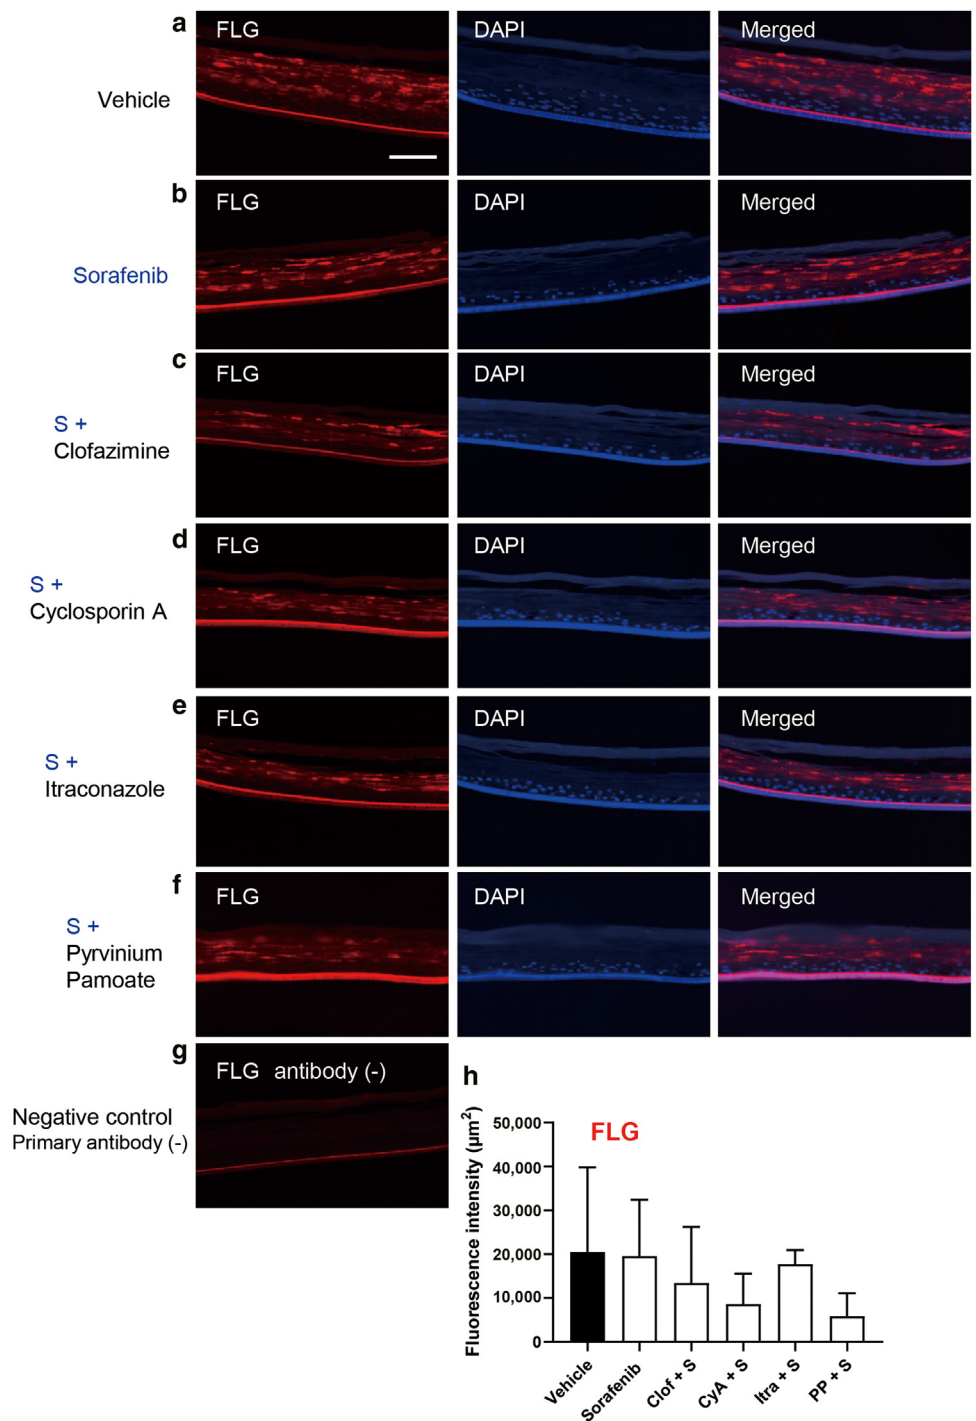 a
FLG
DAPI
Merged
Vehicle
b
FLG
DAPI
Merged
Sorafenib
c
FLG
DAPI
Merged
S +
Clofazimine
d
FLG
DAPI
Merged
S +
Cyclosporin A
e
FLG
DAPI
Merged
S +
Itraconazole
f
FLG
DAPI
Merged
S +
Pyrvinium
Pamoate
g
FLG antibody (-)
Negative control
Primary antibody (-)
h
FLG
Fluorescence intensity (µm²)
50,000
40,000
30,000
20,000
10,000
0
Vehicle
Sorafenib
Clof + S
CyA + S
Itra + S
PP + S